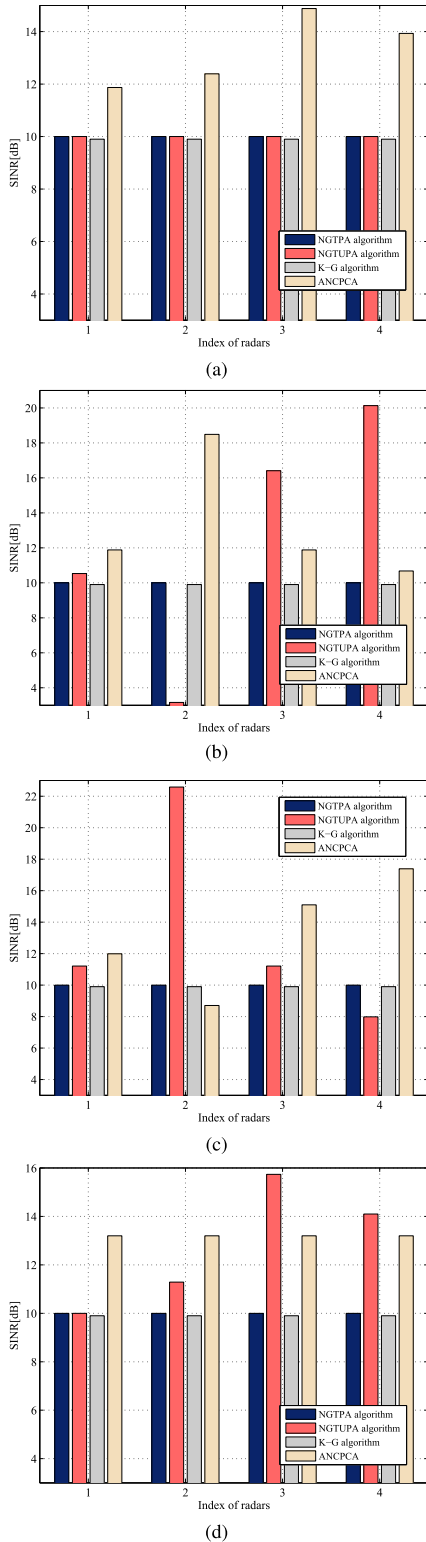 14
12
10
8
6
4
SINR[dB]
NGTPA algorithm
NGTUPA algorithm
K−G algorithm
ANCPCA
1 2 3 4
Index of radars
(a)
20
18
16
14
12
10
8
6
4
SINR[dB]
NGTPA algorithm
NGTUPA algorithm
K−G algorithm
ANCPCA
1 2 3 4
Index of radars
(b)
22
20
18
16
14
12
10
8
6
4
SINR[dB]
NGTPA algorithm
NGTUPA algorithm
K−G algorithm
ANCPCA
1 2 3 4
Index of radars
(c)
16
14
12
10
8
6
4
SINR[dB]
NGTPA algorithm
NGTUPA algorithm
K−G algorithm
ANCPCA
1 2 3 4
Index of radars
(d)